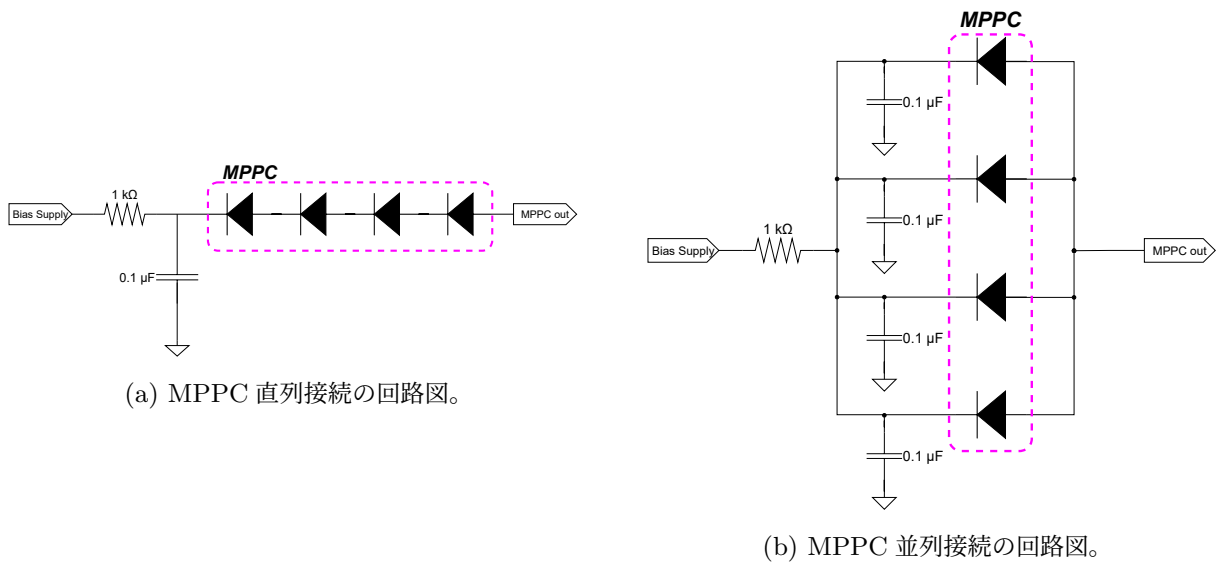 MPPC
1 kΩ
Bias Supply
MPPC out
0.1 µF
(a) MPPC 直列接続の回路図。
MPPC
0.1 µF
0.1 µF
1 kΩ
Bias Supply
MPPC out
0.1 µF
0.1 µF
(b) MPPC 並列接続の回路図。